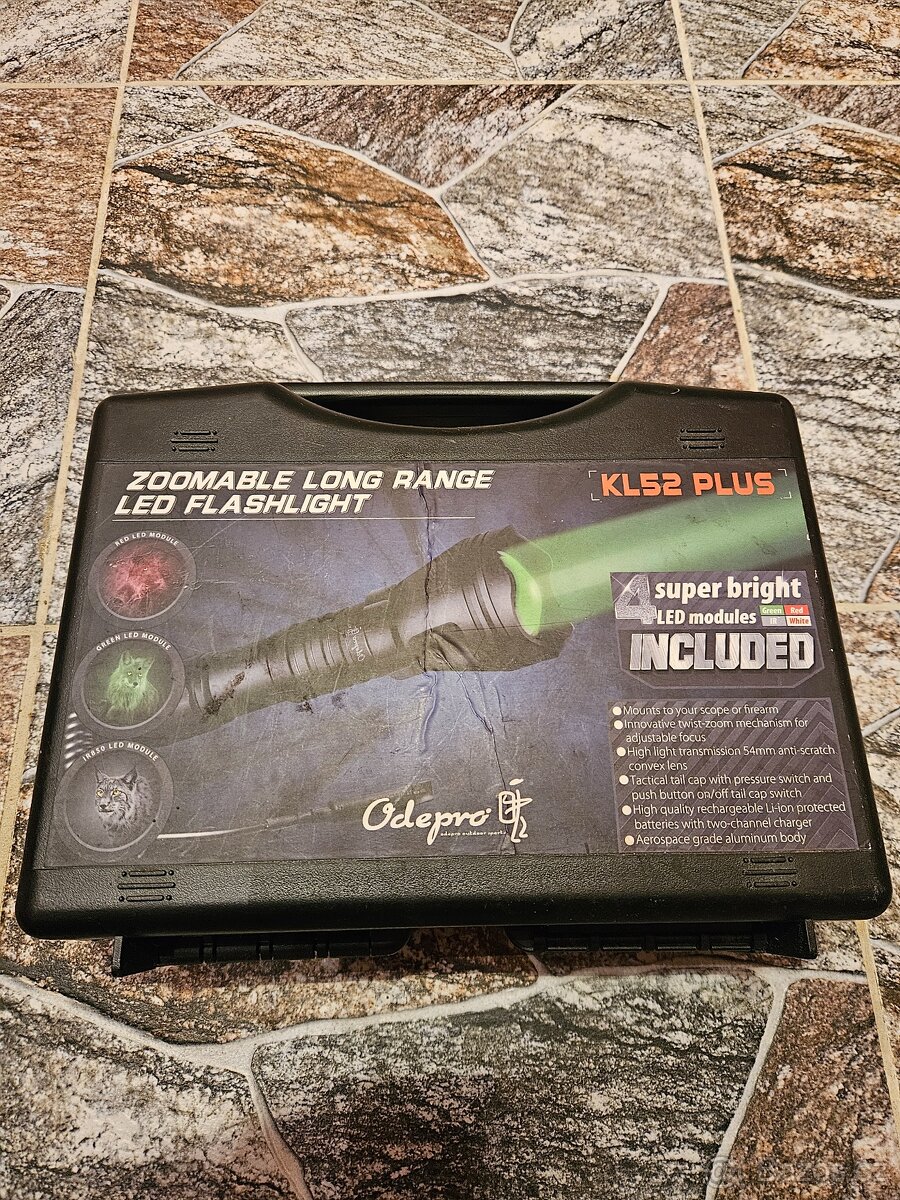 ZOOMABLE LONG RANGE
LED FLASHLIGHT
KL52 PLUS
RED LED MODULE
GREEN LED MODULE
IR850 LED MODULE
4 super bright
LED modules Green Red
IR White
INCLUDED
Mounts to your scope or firearm
Innovative twist-zoom mechanism for
adjustable focus
High light transmission 54mm anti-scratch
convex lens
Tactical tail cap with pressure switch and
push button on/off tail cap switch
High quality rechargeable Li-ion protected
batteries with two-channel charger
Aerospace grade aluminum body
Odepro
odepro outdoor sports
Odepro